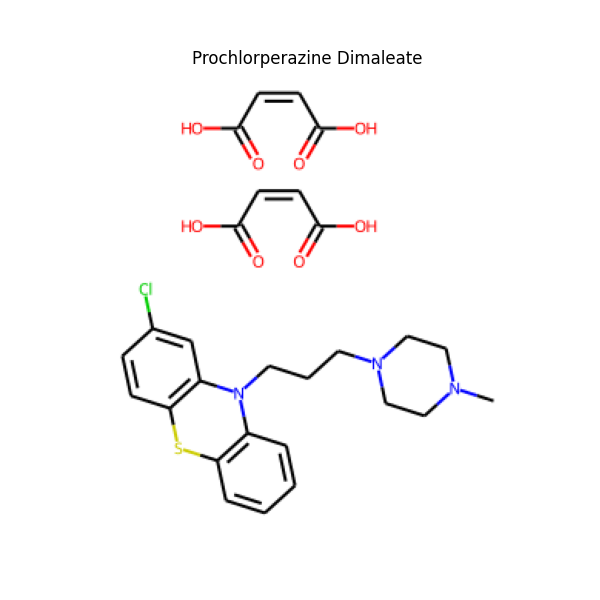 Prochlorperazine Dimaleate
HO OH
O O
HO OH
O O
Cl
N
N
N
S